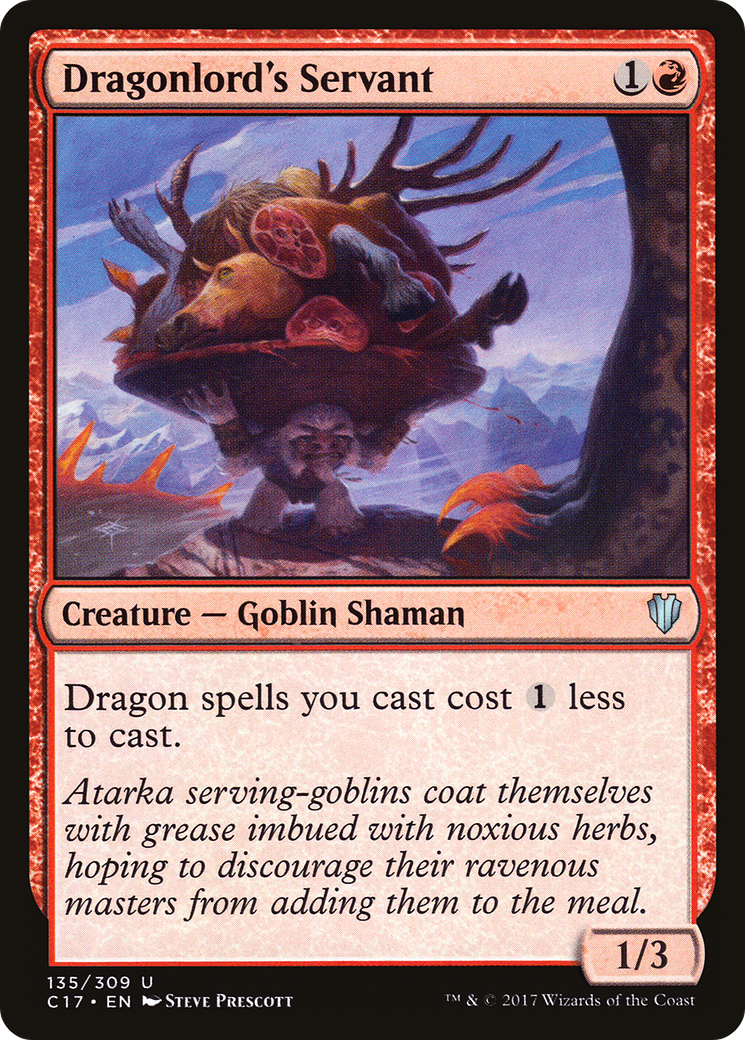 Dragonlord's Servant 1
Creature — Goblin Shaman
Dragon spells you cast cost 1 less
to cast.
Atarka serving-goblins coat themselves
with grease imbued with noxious herbs,
hoping to discourage their ravenous
masters from adding them to the meal.
1/3
135/309 U
C17 • EN Steve Prescott
™ & © 2017 Wizards of the Coast